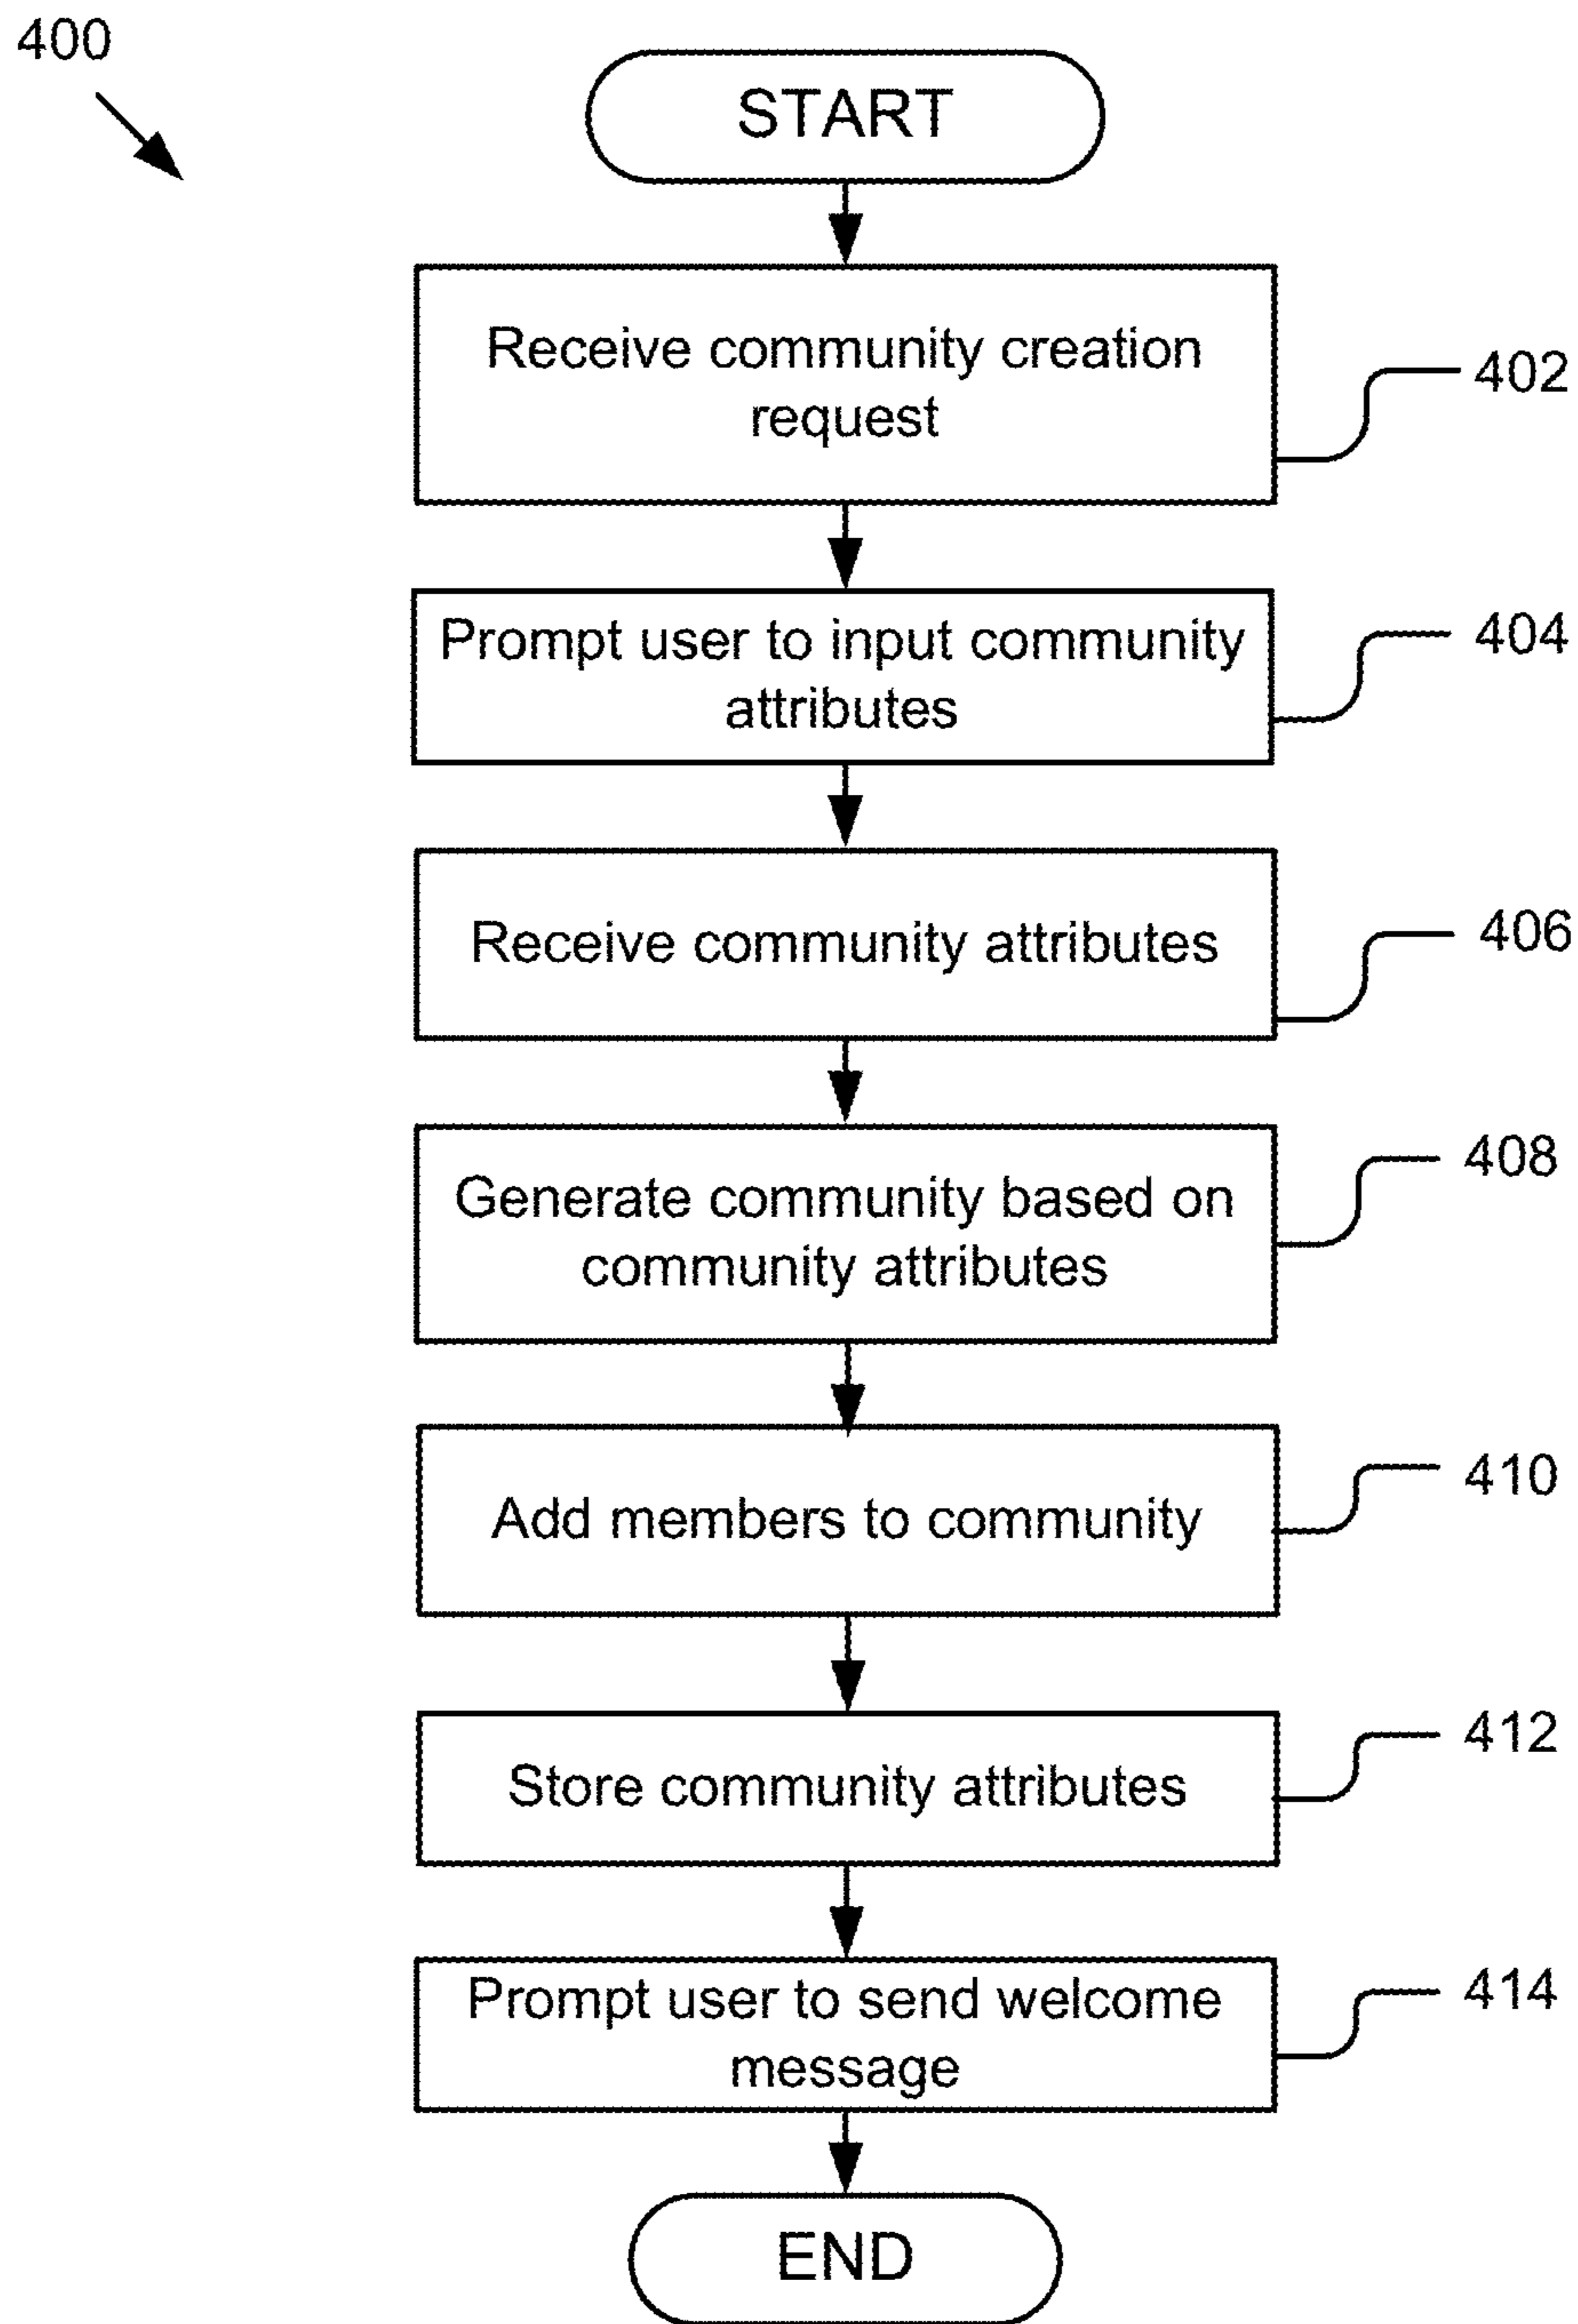 400
START
Receive community creation
request
402
Prompt user to input community
attributes
404
Receive community attributes
406
Generate community based on
community attributes
408
Add members to community
410
Store community attributes
412
Prompt user to send welcome
message
414
END